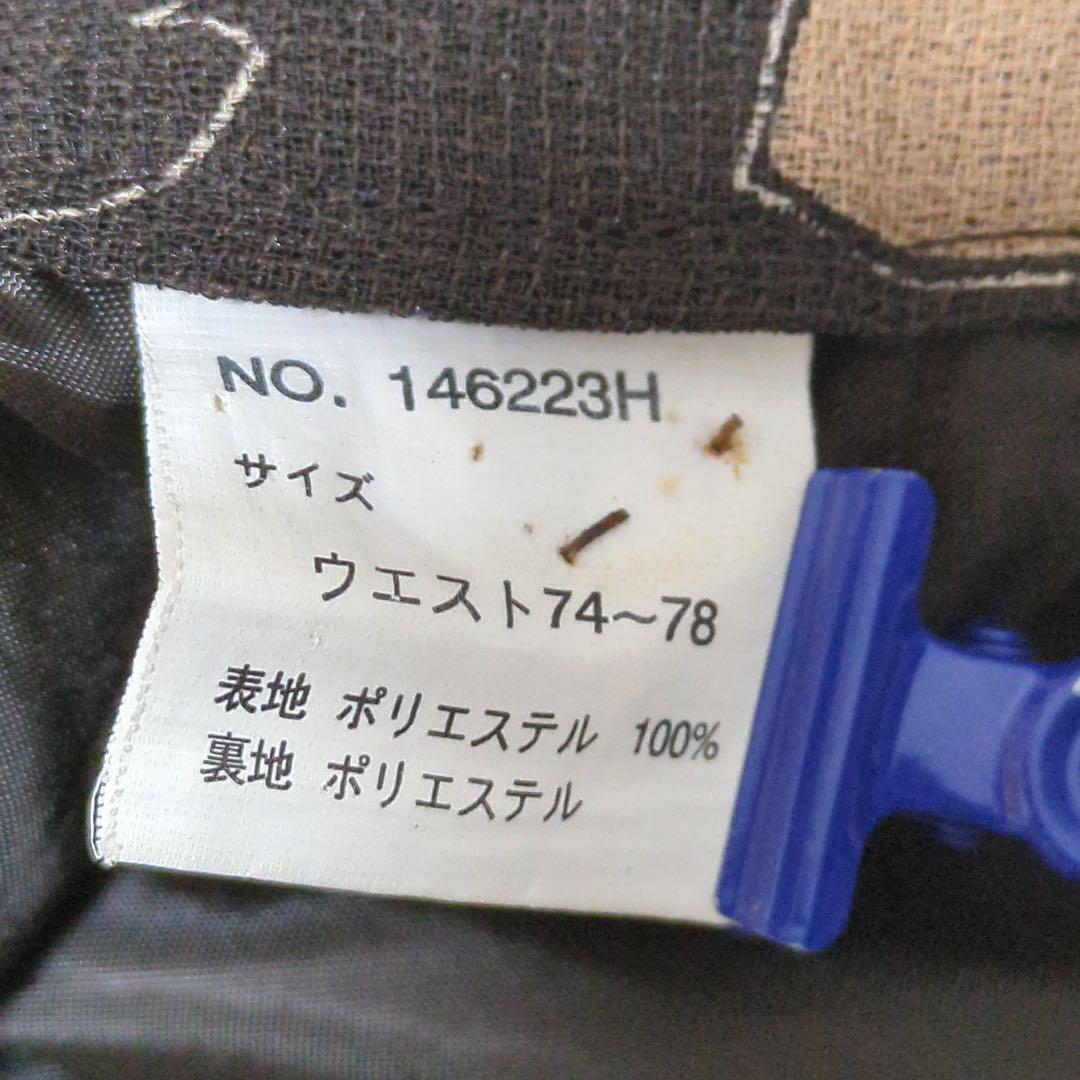 NO. 146223H
サイズ
ウエスト74～78
表地 ポリエステル 100%
裏地 ポリエステル